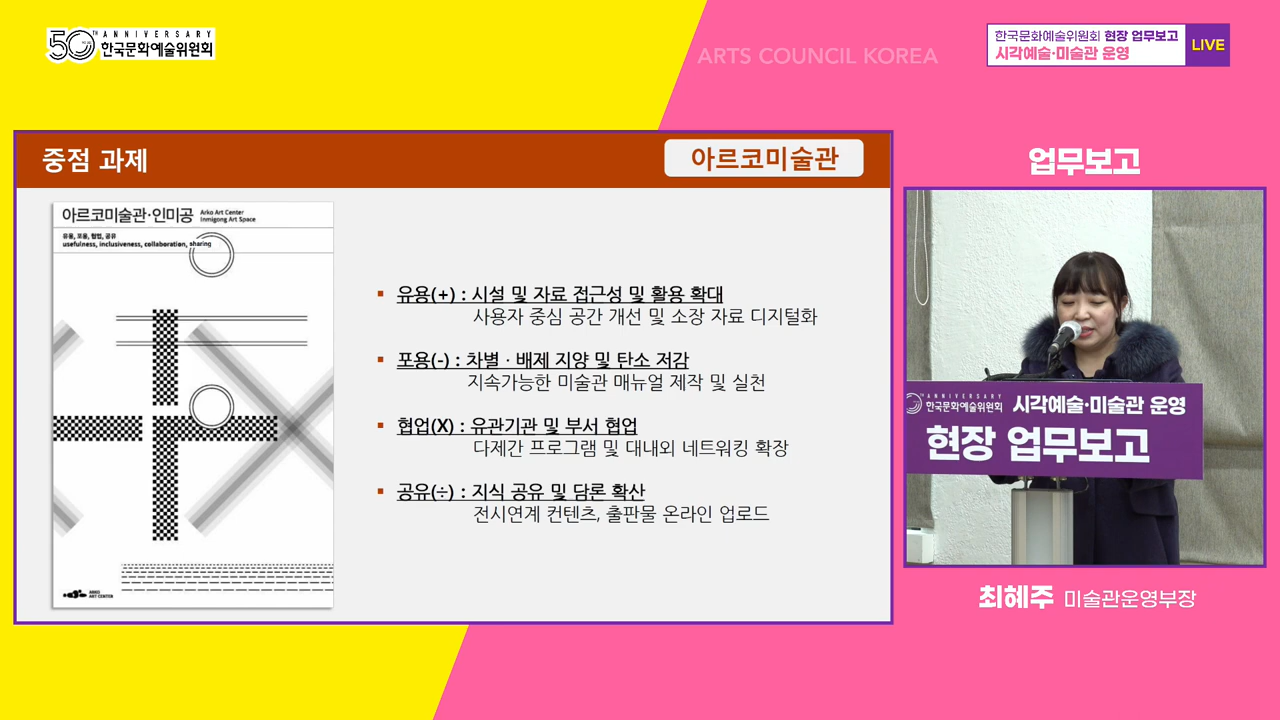 50TH ANNIVERSARY
한국문화예술위원회
ARTS COUNCIL KOREA
한국문화예술위원회 현장 업무보고
시각예술·미술관 운영
LIVE
중점 과제
아르코미술관
아르코미술관·인미공
Arko Art Center
Inmigong Art Space
유용, 포용, 협업, 공유
usefulness, inclusiveness, collaboration, sharing
ARKO
ART CENTER
▪ 유용(+) : 시설 및 자료 접근성 및 활용 확대
사용자 중심 공간 개선 및 소장 자료 디지털화
▪ 포용(-) : 차별 · 배제 지양 및 탄소 저감
지속가능한 미술관 매뉴얼 제작 및 실천
▪ 협업(X) : 유관기관 및 부서 협업
다제간 프로그램 및 대내외 네트워킹 확장
▪ 공유(÷) : 지식 공유 및 담론 확산
전시연계 컨텐츠, 출판물 온라인 업로드
업무보고
TH ANNIVERSARY
한국문화예술위원회
시각예술·미술관 운영
현장 업무보고
최혜주 미술관운영부장